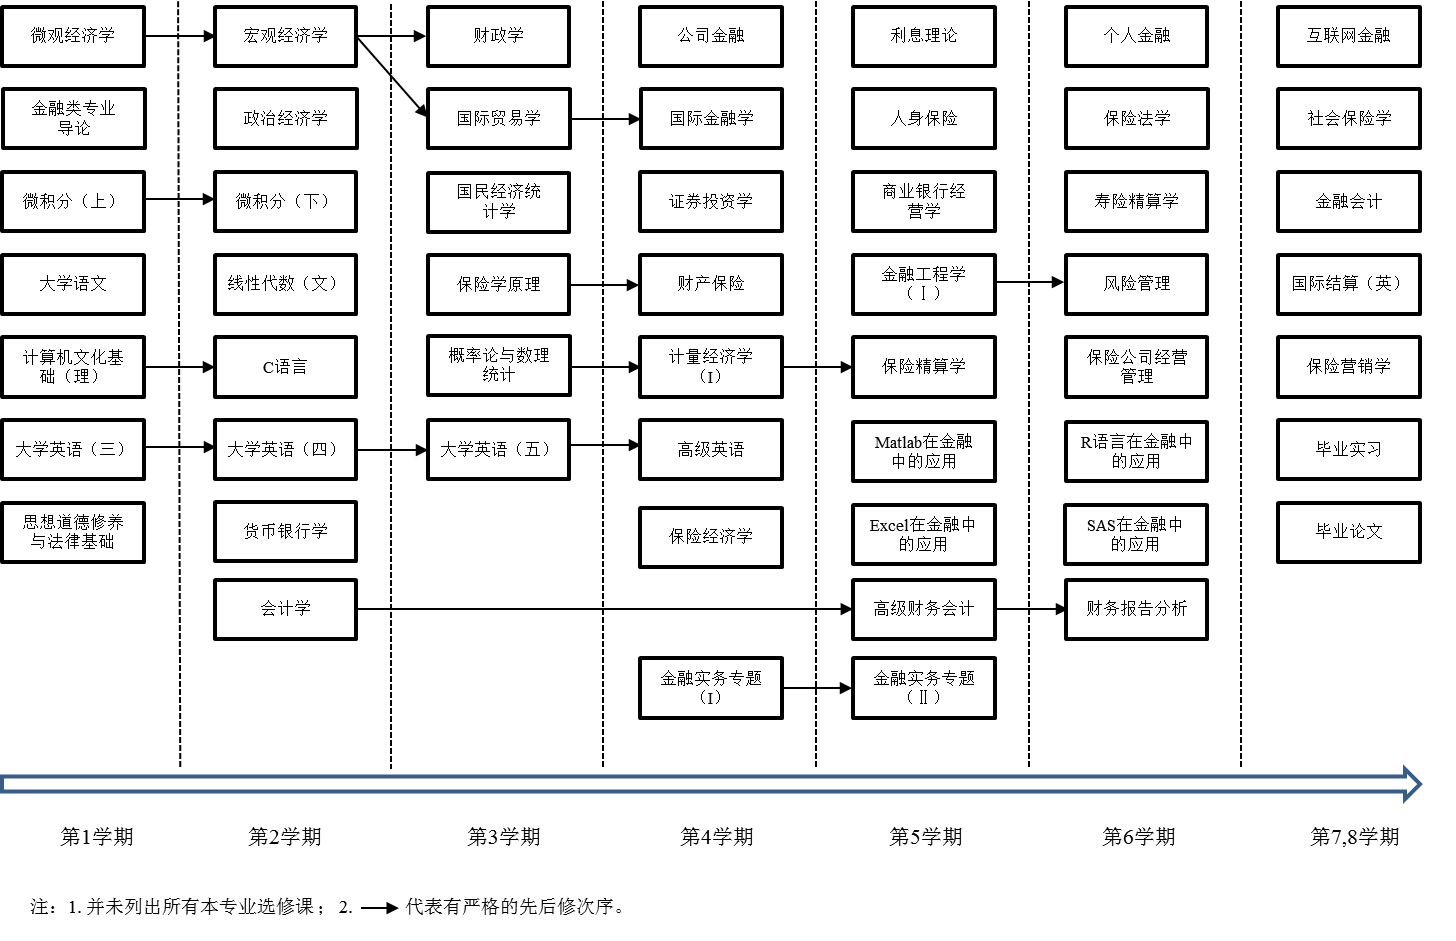 微观经济学
宏观经济学
财政学
公司金融
利息理论
个人金融
互联网金融
金融类专业
导论
政治经济学
国际贸易学
国际金融学
人身保险
保险法学
社会保险学
微积分（上）
微积分（下）
国民经济统
计学
证券投资学
商业银行经
营学
寿险精算学
金融会计
大学语文
线性代数（文）
保险学原理
财产保险
金融工程学
（Ⅰ）
风险管理
国际结算（英）
计算机文化基
础（理）
C语言
概率论与数理
统计
计量经济学
（I）
保险精算学
保险公司经营
管理
保险营销学
大学英语（三）
大学英语（四）
大学英语（五）
高级英语
Matlab在金融
中的应用
R语言在金融中
的应用
毕业实习
思想道德修养
与法律基础
货币银行学
保险经济学
Excel在金融中
的应用
SAS在金融中
的应用
毕业论文
会计学
高级财务会计
财务报告分析
金融实务专题
（I）
金融实务专题
（Ⅱ）
第1学期
第2学期
第3学期
第4学期
第5学期
第6学期
第7,8学期
注：1. 并未列出所有本专业选修课； 2. 代表有严格的先后修次序。